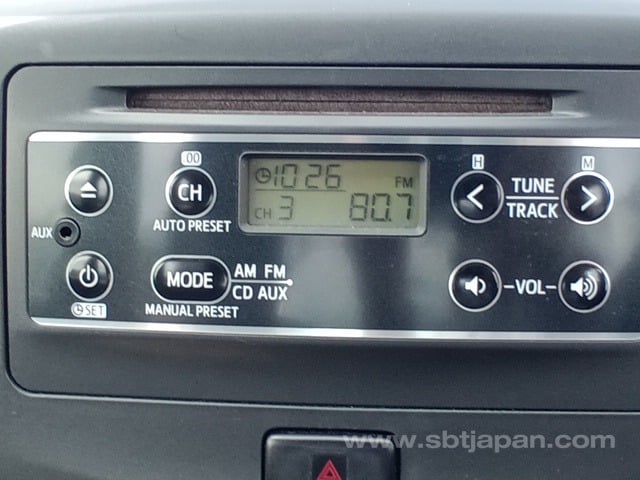 00 H M
CH
AUTO PRESET
10 26 FM
CH 3 80.7
TUNE
TRACK
AUX
MODE AM FM
CD AUX
-VOL-
SET
MANUAL PRESET
www.sbtjapan.com